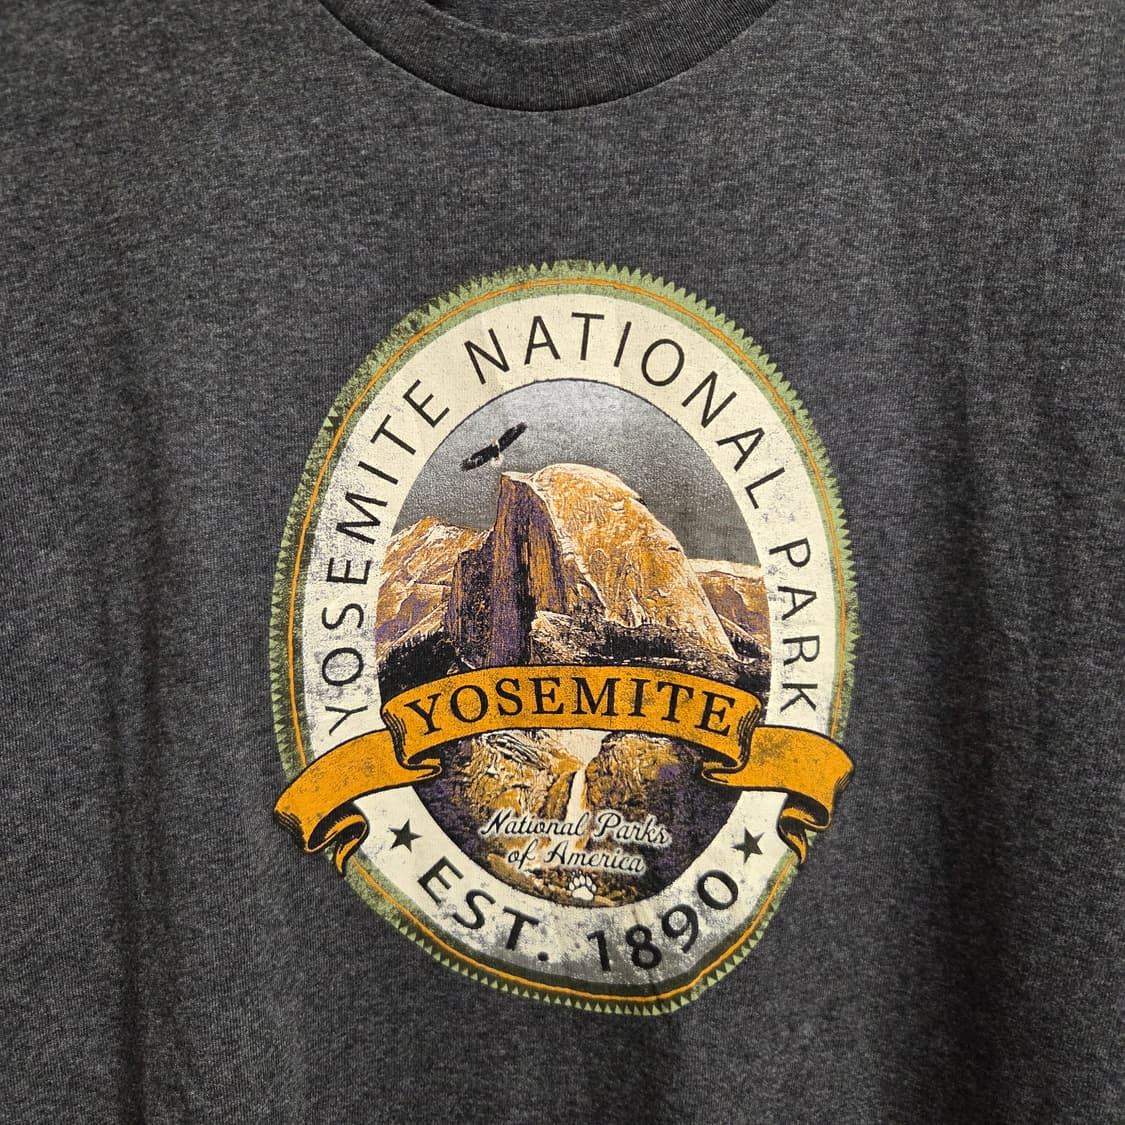 YOSEMITE NATIONAL PARK
YOSEMITE
National Parks
of America
EST. 1890